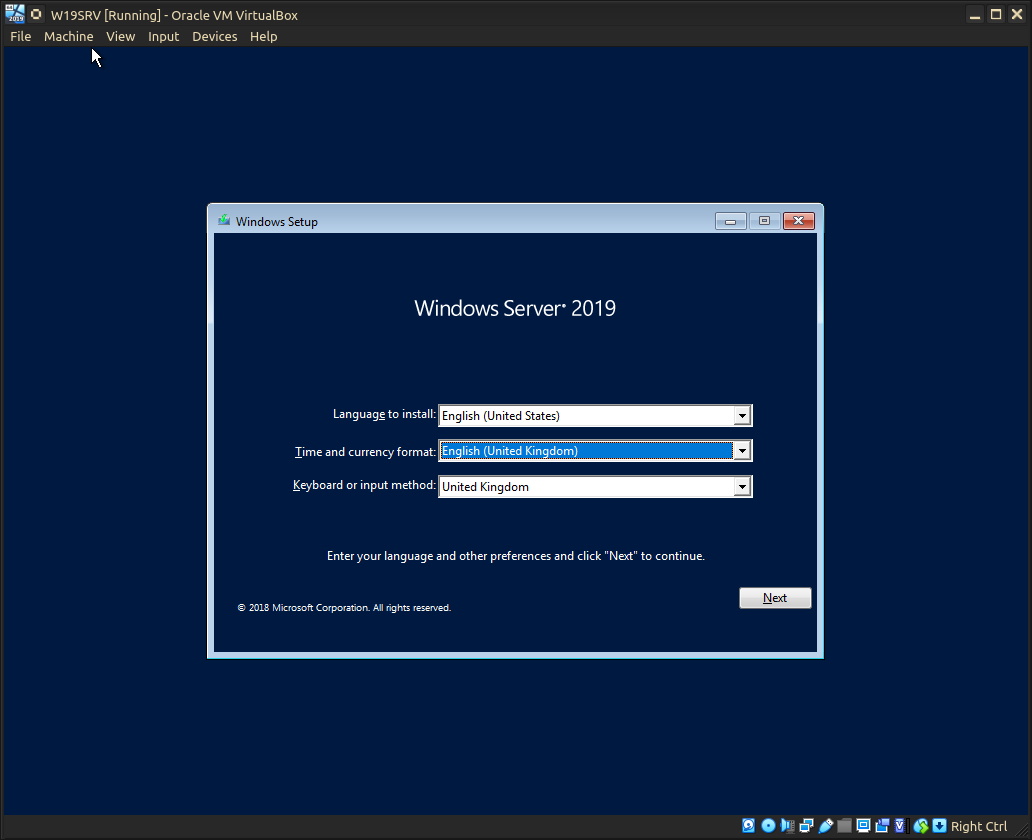 W19SRV [Running] - Oracle VM VirtualBox
File Machine View Input Devices Help
Windows Setup
Windows Server® 2019
Language to install: English (United States)
Time and currency format: English (United Kingdom)
Keyboard or input method: United Kingdom
Enter your language and other preferences and click "Next" to continue.
Next
© 2018 Microsoft Corporation. All rights reserved.
Right Ctrl